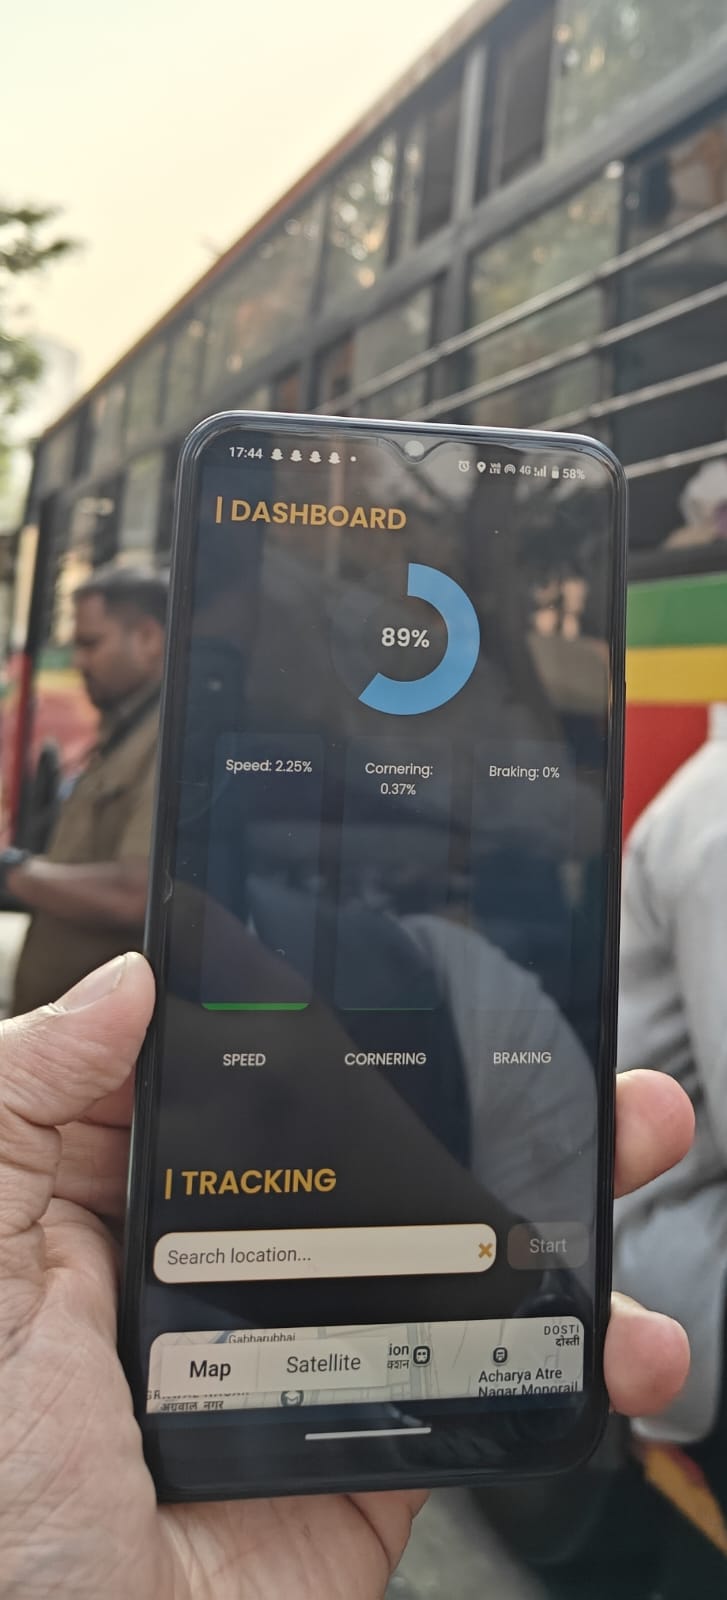 17:44
4G 58%
| DASHBOARD
89%
Speed: 2.25%
Cornering:
0.37%
Braking: 0%
SPEED
CORNERING
BRAKING
| TRACKING
Search location...
Start
Gabharubhai
DOSTI
दोस्ती
Map
Satellite
Acharya Atre
Nagar Monorail
अग्रवाल नगर